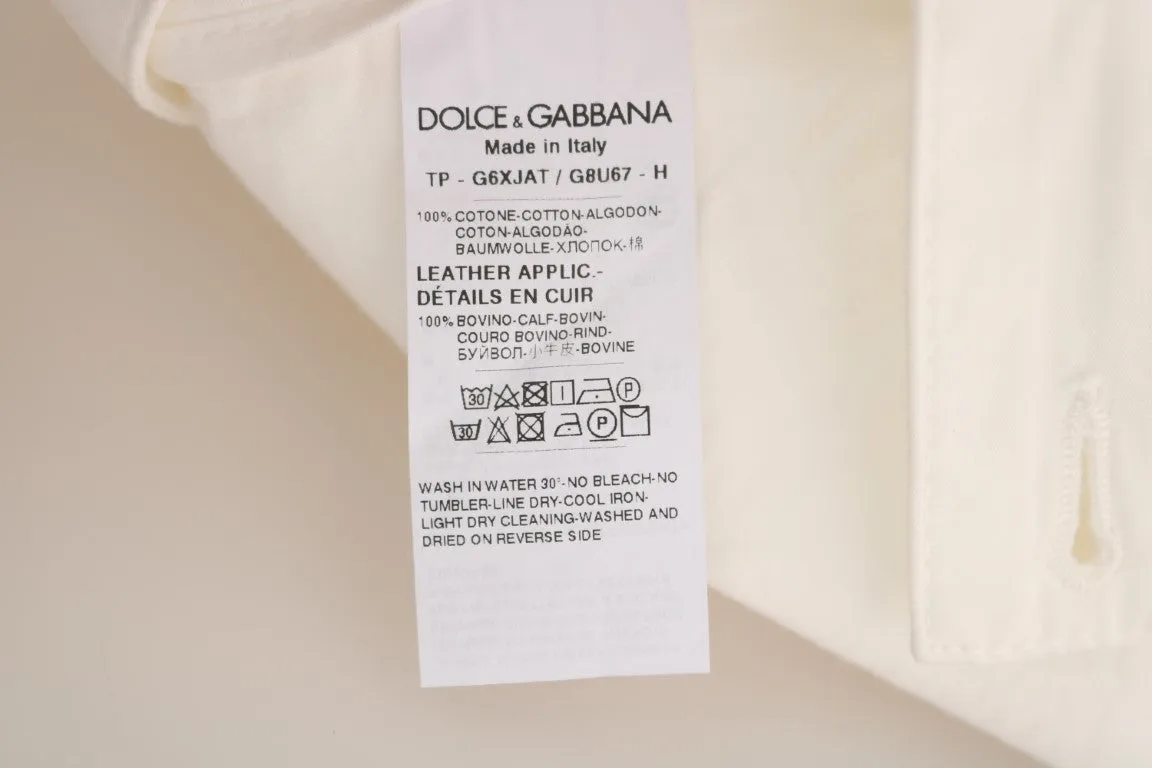 DOLCE & GABBANA
Made in Italy
TP - G6XJAT / G8U67 - H
100% COTONE-COTTON-ALGODON-
COTON-ALGODÃO-
BAUMWOLLE-ХЛОПОК-棉
LEATHER APPLIC.-
DÉTAILS EN CUIR
100% BOVINO-CALF-BOVIN-
COURO BOVINO-RIND-
БУЙВОЛ-小牛皮-BOVINE
30 P
30 P
WASH IN WATER 30°-NO BLEACH-NO
TUMBLER-LINE DRY-COOL IRON-
LIGHT DRY CLEANING-WASHED AND
DRIED ON REVERSE SIDE